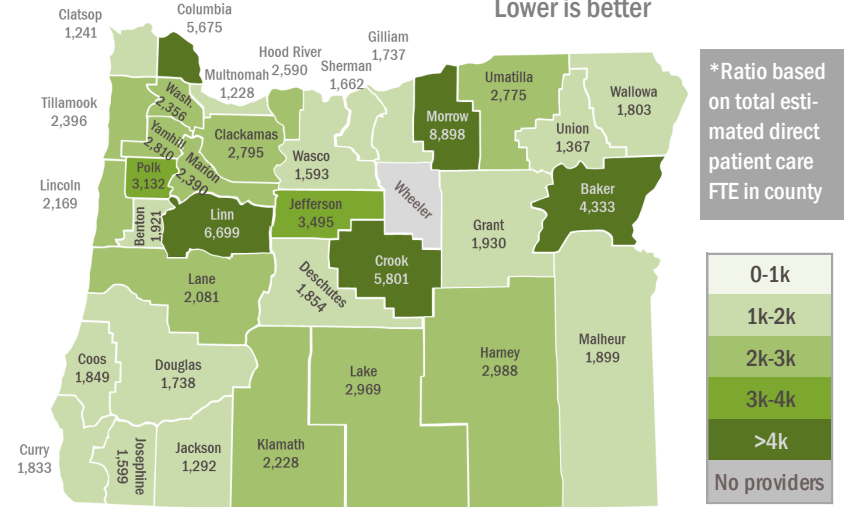 Lower is better
Clatsop
1,241
Columbia
5,675
Hood River
2,590
Gilliam
1,737
Sherman
1,662
Multnomah
1,228
Tillamook
2,396
Wash.
2,356
Yamhill
2,810
Clackamas
2,795
Marion
2,390
Polk
3,132
Lincoln
2,169
Wasco
1,593
Morrow
8,898
Umatilla
2,775
Union
1,367
Wallowa
1,803
Benton
1,921
Linn
6,699
Jefferson
3,495
Wheeler
Grant
1,930
Baker
4,333
Crook
5,801
Lane
2,081
Deschutes
1,854
Coos
1,849
Douglas
1,738
Lake
2,969
Harney
2,988
Malheur
1,899
Curry
1,833
Josephine
1,599
Jackson
1,292
Klamath
2,228
*Ratio based
on total esti-
mated direct
patient care
FTE in county
0-1k
1k-2k
2k-3k
3k-4k
>4k
No providers